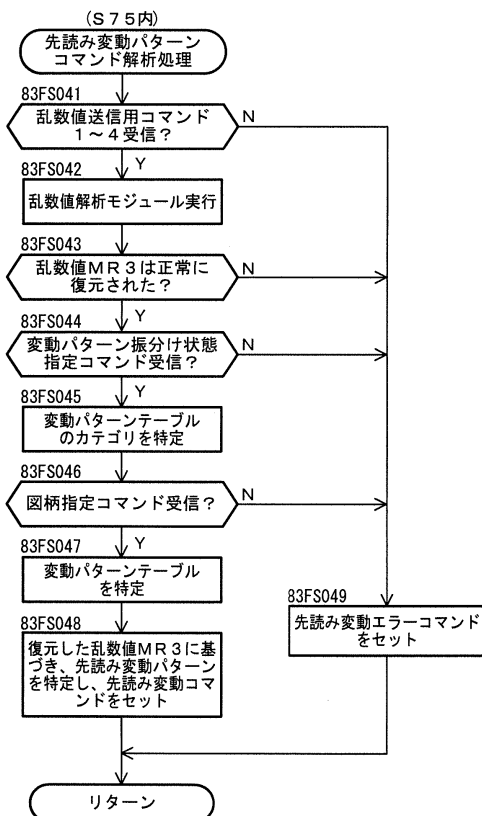 (S75内)
先読み変動パターン
コマンド解析処理
83FS041
乱数値送信用コマンド
1~4受信?
N
Y
83FS042
乱数値解析モジュール実行
83FS043
乱数値MR3は正常に
復元された?
N
Y
83FS044
変動パターン振分け状態
指定コマンド受信?
N
Y
83FS045
変動パターンテーブル
のカテゴリを特定
83FS046
図柄指定コマンド受信?
N
Y
83FS047
変動パターンテーブル
を特定
83FS048
復元した乱数値MR3に基
づき、先読み変動パターン
を特定し、先読み変動コマ
ンドをセット
83FS049
先読み変動エラーコマンド
をセット
リターン